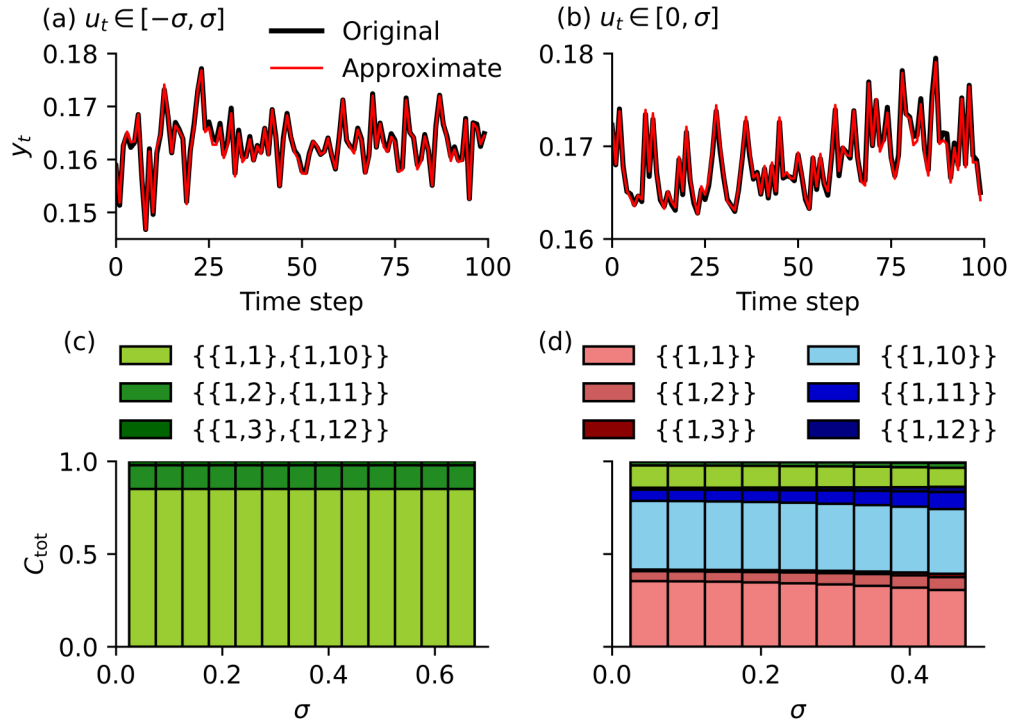 (a) u_t ∈ [−σ, σ]
Original
Approximate
0.18
0.17
0.16
0.15
y_t
0 25 50 75 100
Time step
(b) u_t ∈ [0, σ]
0.18
0.17
0.16
0 25 50 75 100
Time step
(c)
{{1,1},{1,10}}
{{1,2},{1,11}}
{{1,3},{1,12}}
1.0
0.5
0.0
C_tot
0.0 0.2 0.4 0.6
σ
(d)
{{1,1}} {{1,10}}
{{1,2}} {{1,11}}
{{1,3}} {{1,12}}
0.0 0.2 0.4
σ